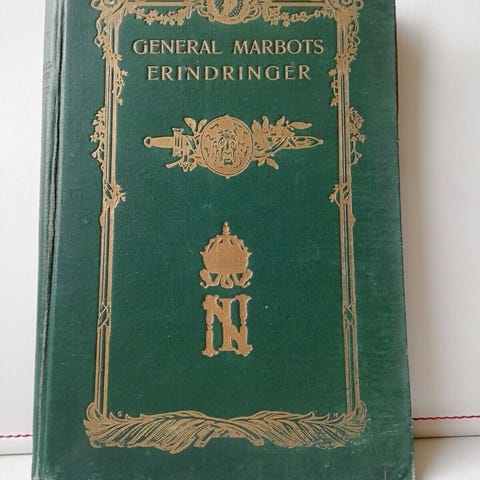 GENERAL MARBOTS
ERINDRINGER
N
G H